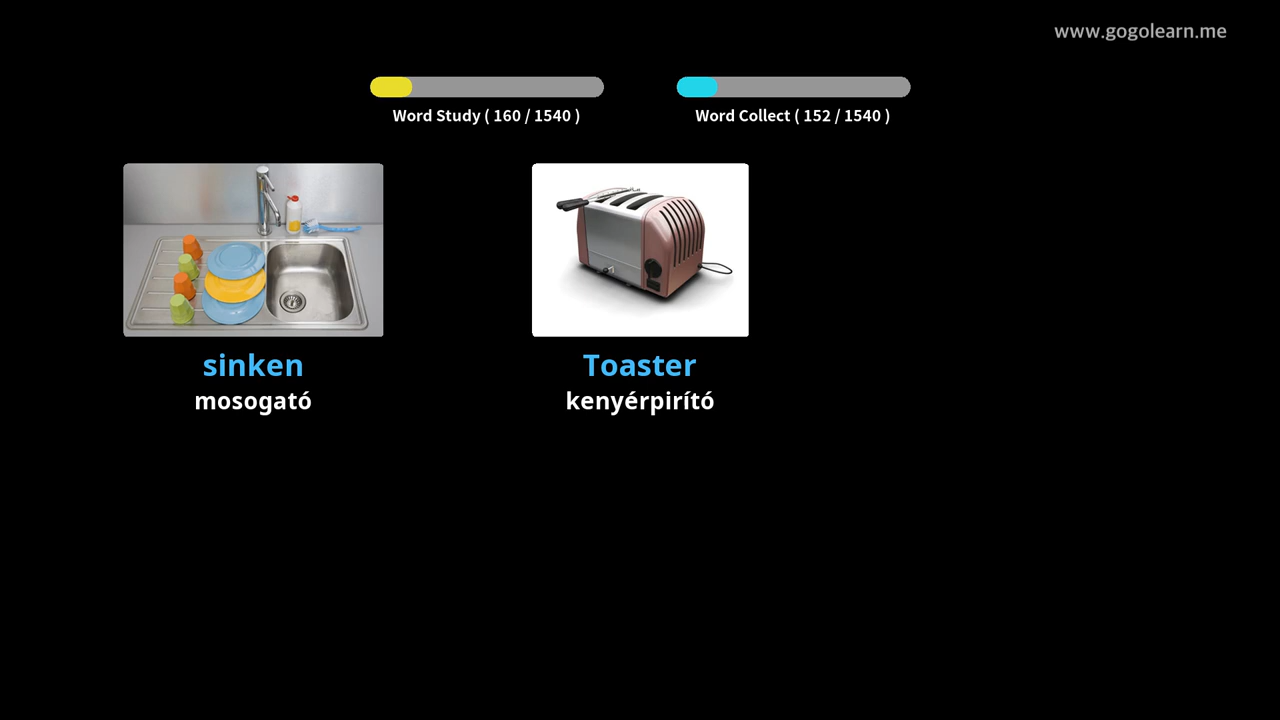 www.gogolearn.me
Word Study ( 160 / 1540 )
Word Collect ( 152 / 1540 )
sinken
mosogató
Toaster
kenyérpirító